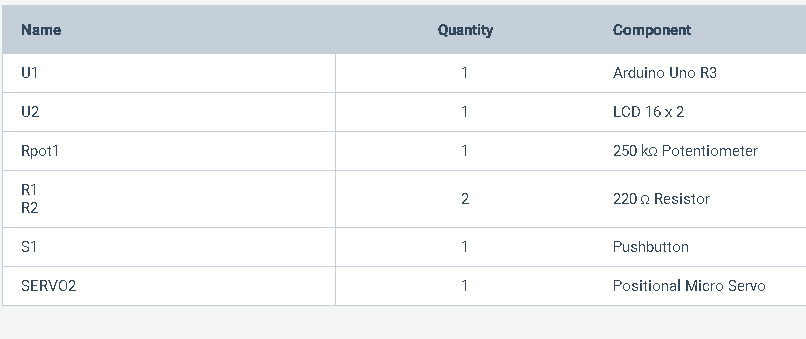 Name Quantity Component
U1 1 Arduino Uno R3
U2 1 LCD 16 x 2
Rpot1 1 250 kΩ Potentiometer
R1
R2 2 220 Ω Resistor
S1 1 Pushbutton
SERVO2 1 Positional Micro Servo